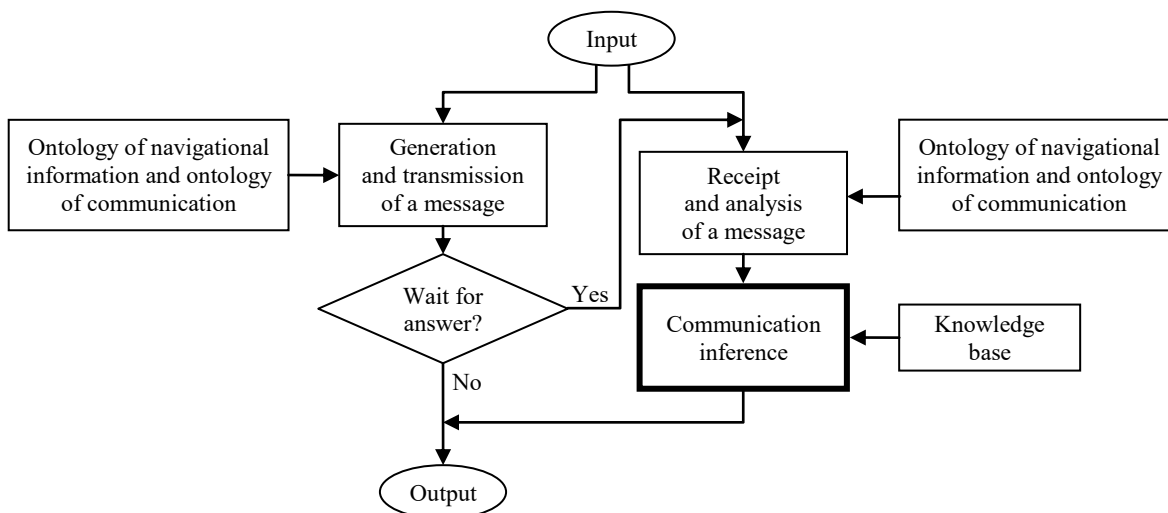 Input
Ontology of navigational
information and ontology
of communication
Generation
and transmission
of a message
Receipt
and analysis
of a message
Ontology of navigational
information and ontology
of communication
Wait for
answer?
Yes
No
Communication
inference
Knowledge
base
Output